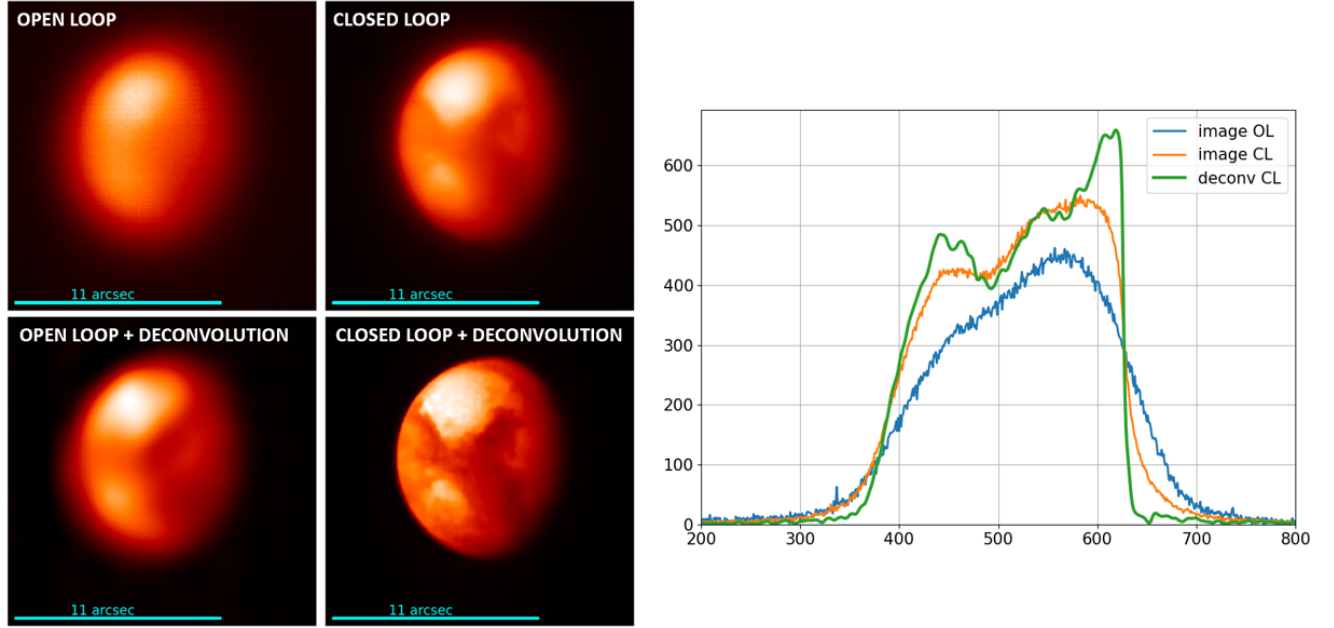 OPEN LOOP
11 arcsec
CLOSED LOOP
11 arcsec
OPEN LOOP + DECONVOLUTION
11 arcsec
CLOSED LOOP + DECONVOLUTION
11 arcsec
image OL
image CL
deconv CL
600
500
400
300
200
100
0
200 300 400 500 600 700 800